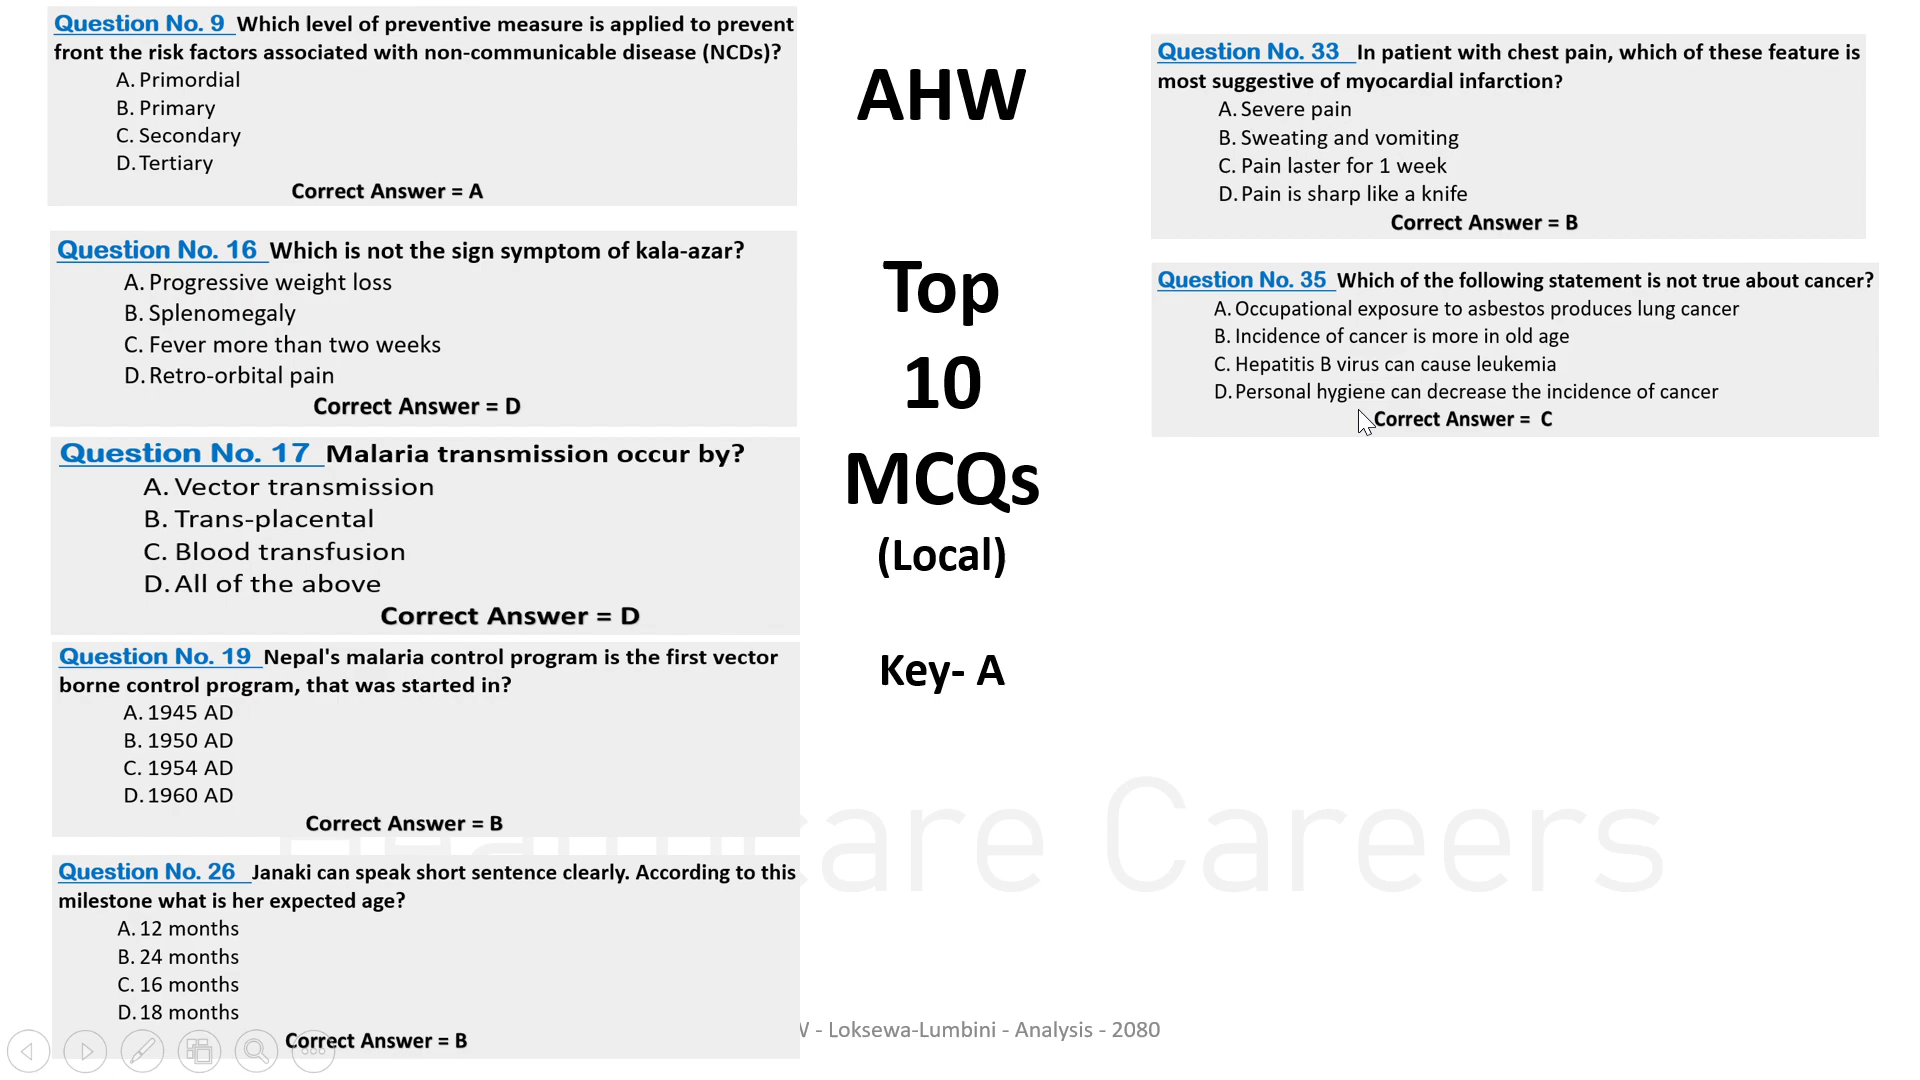 Question No. 9 Which level of preventive measure is applied to prevent
front the risk factors associated with non-communicable disease (NCDs)?
A. Primordial
B. Primary
C. Secondary
D. Tertiary
Correct Answer = A
Question No. 16 Which is not the sign symptom of kala-azar?
A. Progressive weight loss
B. Splenomegaly
C. Fever more than two weeks
D. Retro-orbital pain
Correct Answer = D
Question No. 17 Malaria transmission occur by?
A. Vector transmission
B. Trans-placental
C. Blood transfusion
D. All of the above
Correct Answer = D
Question No. 19 Nepal's malaria control program is the first vector
borne control program, that was started in?
A. 1945 AD
B. 1950 AD
C. 1954 AD
D. 1960 AD
Correct Answer = B
Question No. 26 Janaki can speak short sentence clearly. According to this
milestone what is her expected age?
A. 12 months
B. 24 months
C. 16 months
D. 18 months
Correct Answer = B
AHW
Top
10
MCQs
(Local)
Key- A
Question No. 33 In patient with chest pain, which of these feature is
most suggestive of myocardial infarction?
A. Severe pain
B. Sweating and vomiting
C. Pain laster for 1 week
D. Pain is sharp like a knife
Correct Answer = B
Question No. 35 Which of the following statement is not true about cancer?
A. Occupational exposure to asbestos produces lung cancer
B. Incidence of cancer is more in old age
C. Hepatitis B virus can cause leukemia
D. Personal hygiene can decrease the incidence of cancer
Correct Answer = C
Careers
- Loksewa-Lumbini - Analysis - 2080